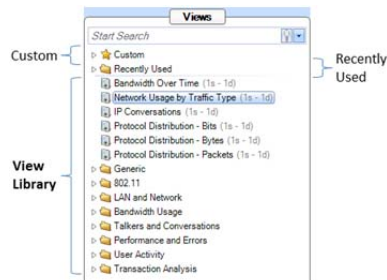 Views
Start Search
Custom
Custom
Recently Used
Recently Used
Bandwidth Over Time (1s - 1d)
Network Usage by Traffic Type (1s - 1d)
IP Conversations (1s - 1d)
Protocol Distribution - Bits (1s - 1d)
Protocol Distribution - Bytes (1s - 1d)
Protocol Distribution - Packets (1s - 1d)
View Library
Generic
802.11
LAN and Network
Bandwidth Usage
Talkers and Conversations
Performance and Errors
User Activity
Transaction Analysis